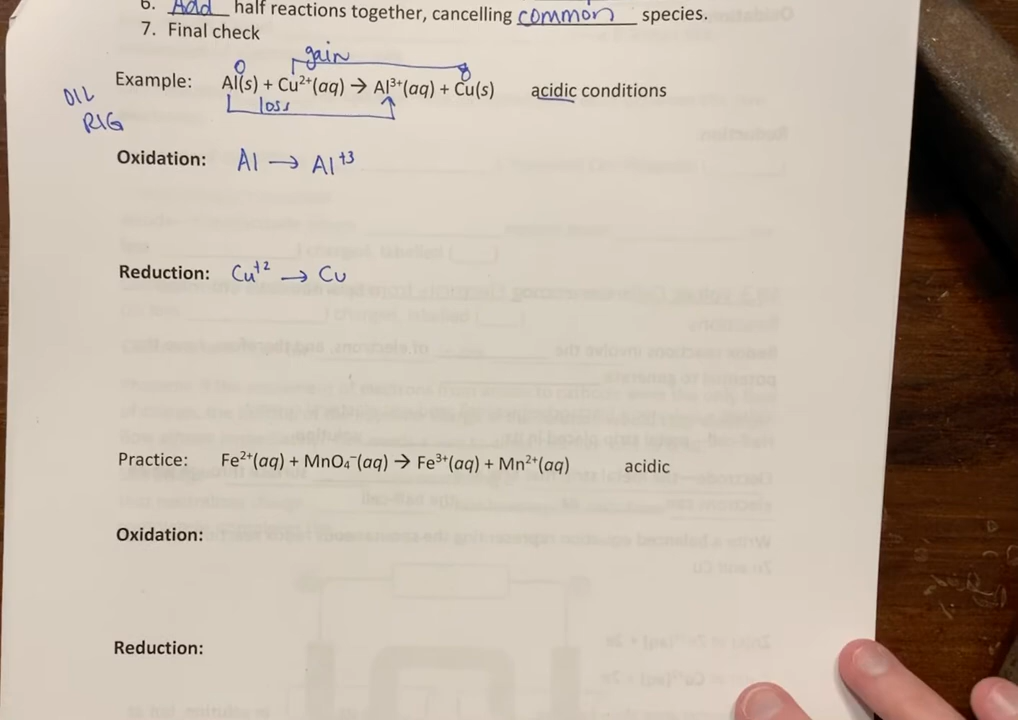 6. Add half reactions together, cancelling common species.
7. Final check
gain
0 0
Example: Al(s) + Cu²⁺(aq) → Al³⁺(aq) + Cu(s) acidic conditions
loss
OIL
RIG
Oxidation: Al → Al⁺³
Reduction: Cu⁺² → Cu
Practice: Fe²⁺(aq) + MnO₄⁻(aq) → Fe³⁺(aq) + Mn²⁺(aq) acidic
Oxidation:
Reduction: